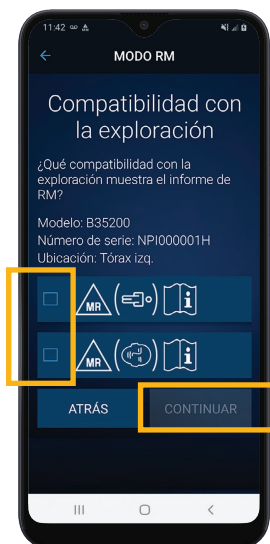 11:42
MODO RM
Compatibilidad con
la exploración
¿Qué compatibilidad con la
exploración muestra el informe de
RM?
Modelo: B35200
Número de serie: NPI000001H
Ubicación: Tórax izq.
MR i
MR i
ATRÁS CONTINUAR